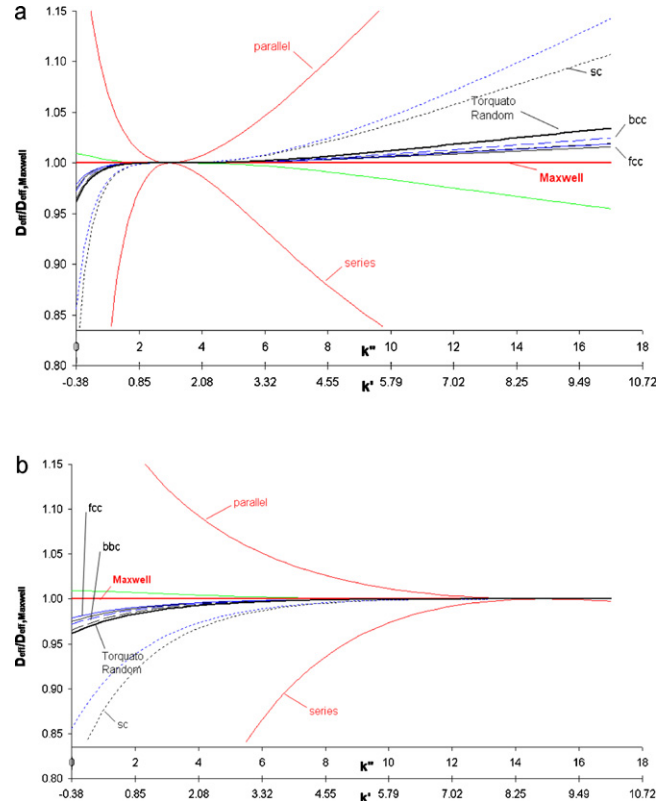 a
1.15
1.10
1.05
1.00
0.95
0.90
0.85
0.80
Deff/Deff,Maxwell
parallel
sc
Torquato
Random
bcc
fcc
Maxwell
series
0 2 4 6 8 10 12 14 16 18
k"
-0.38 0.85 2.08 3.32 4.55 5.79 7.02 8.25 9.49 10.72
k'
b
1.15
1.10
1.05
1.00
0.95
0.90
0.85
0.80
Deff/Deff,Maxwell
parallel
fcc
bbc
Maxwell
Torquato
Random
sc
series
0 2 4 6 8 10 12 14 16 18
k"
-0.38 0.85 2.08 3.32 4.55 5.79 7.02 8.25 9.49 10.72
k'